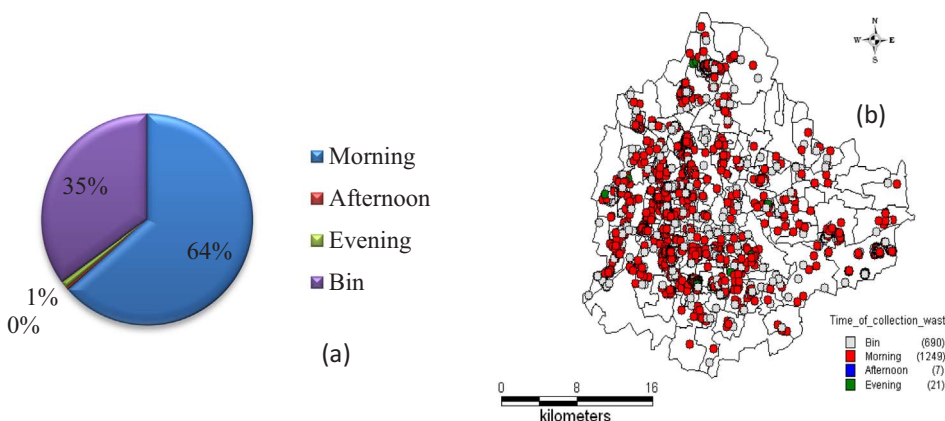 35%
64%
1%
0%
Morning
Afternoon
Evening
Bin
(a)
N
W E
S
(b)
Time_of_collection_wast
Bin (690)
Morning (1249)
Afternoon (7)
Evening (21)
0 8 16
kilometers